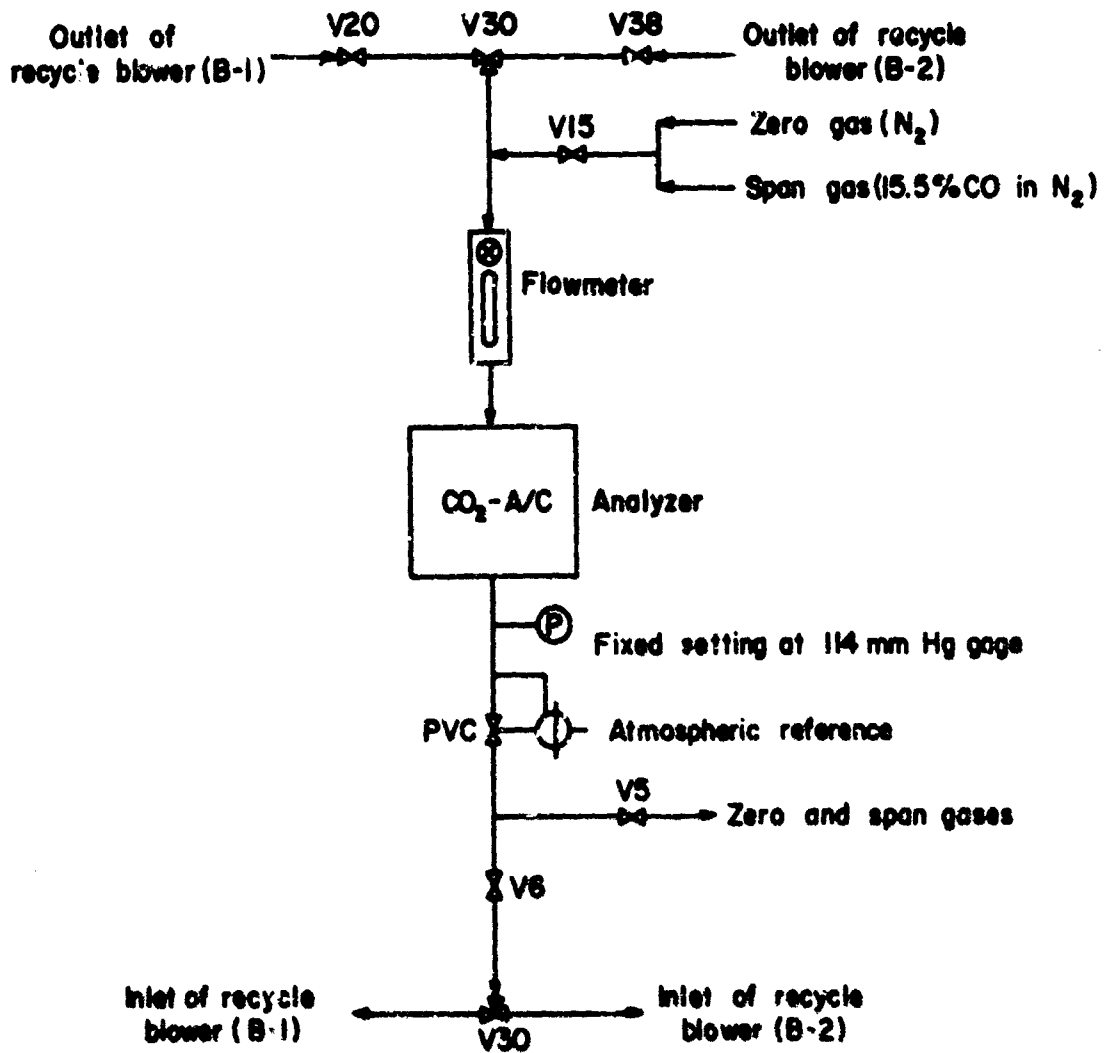 V20 V30 V38
Outlet of
recycle blower (B-1)
Outlet of recycle
blower (B-2)
V15
Zero gas (N₂)
Span gas (15.5% CO in N₂)
Flowmeter
CO₂-A/C
Analyzer
P
Fixed setting at 114 mm Hg gage
PVC
Atmospheric reference
V5
Zero and span gases
V6
Inlet of recycle
blower (B-1)
Inlet of recycle
blower (B-2)
V30